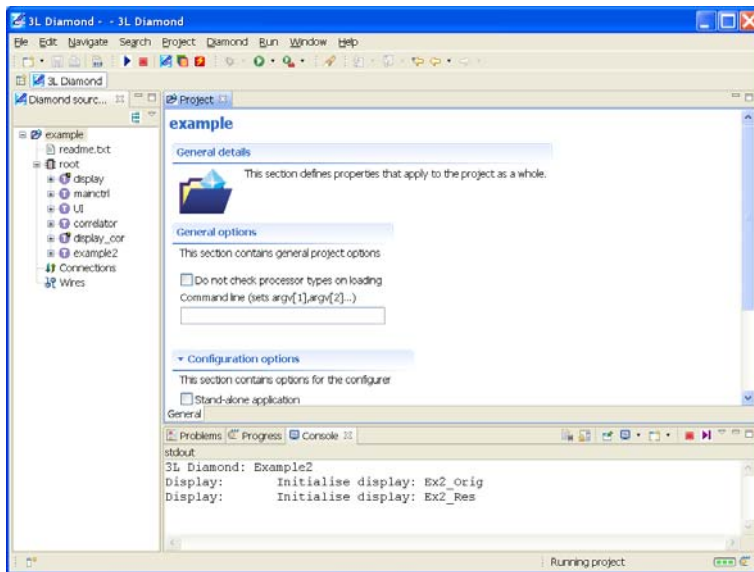 3L Diamond - - 3L Diamond
File Edit Navigate Search Project Diamond Run Window Help
3L Diamond
Diamond sourc...
Project
example
readme.txt
root
display
mainctrl
UI
correlator
display_cor
example2
Connections
Wires
example
General details
This section defines properties that apply to the project as a whole.
General options
This section contains general project options
Do not check processor types on loading
Command line (sets argv[1],argv[2]...)
Configuration options
This section contains options for the configurer
Stand-alone application
General
Problems Progress Console
stdout
3L Diamond: Example2
Display: Initialise display: Ex2_Orig
Display: Initialise display: Ex2_Res
Running project